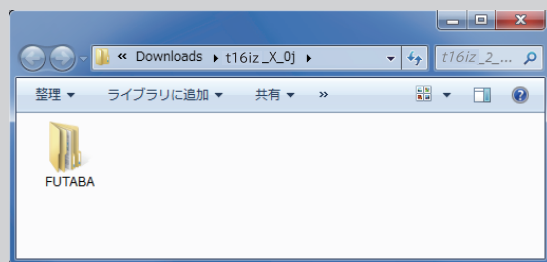 « Downloads ▸ t16iz_X_0j ▸
t16iz_2_...
整理 ▼ ライブラリに追加 ▼ 共有 ▼ »
FUTABA